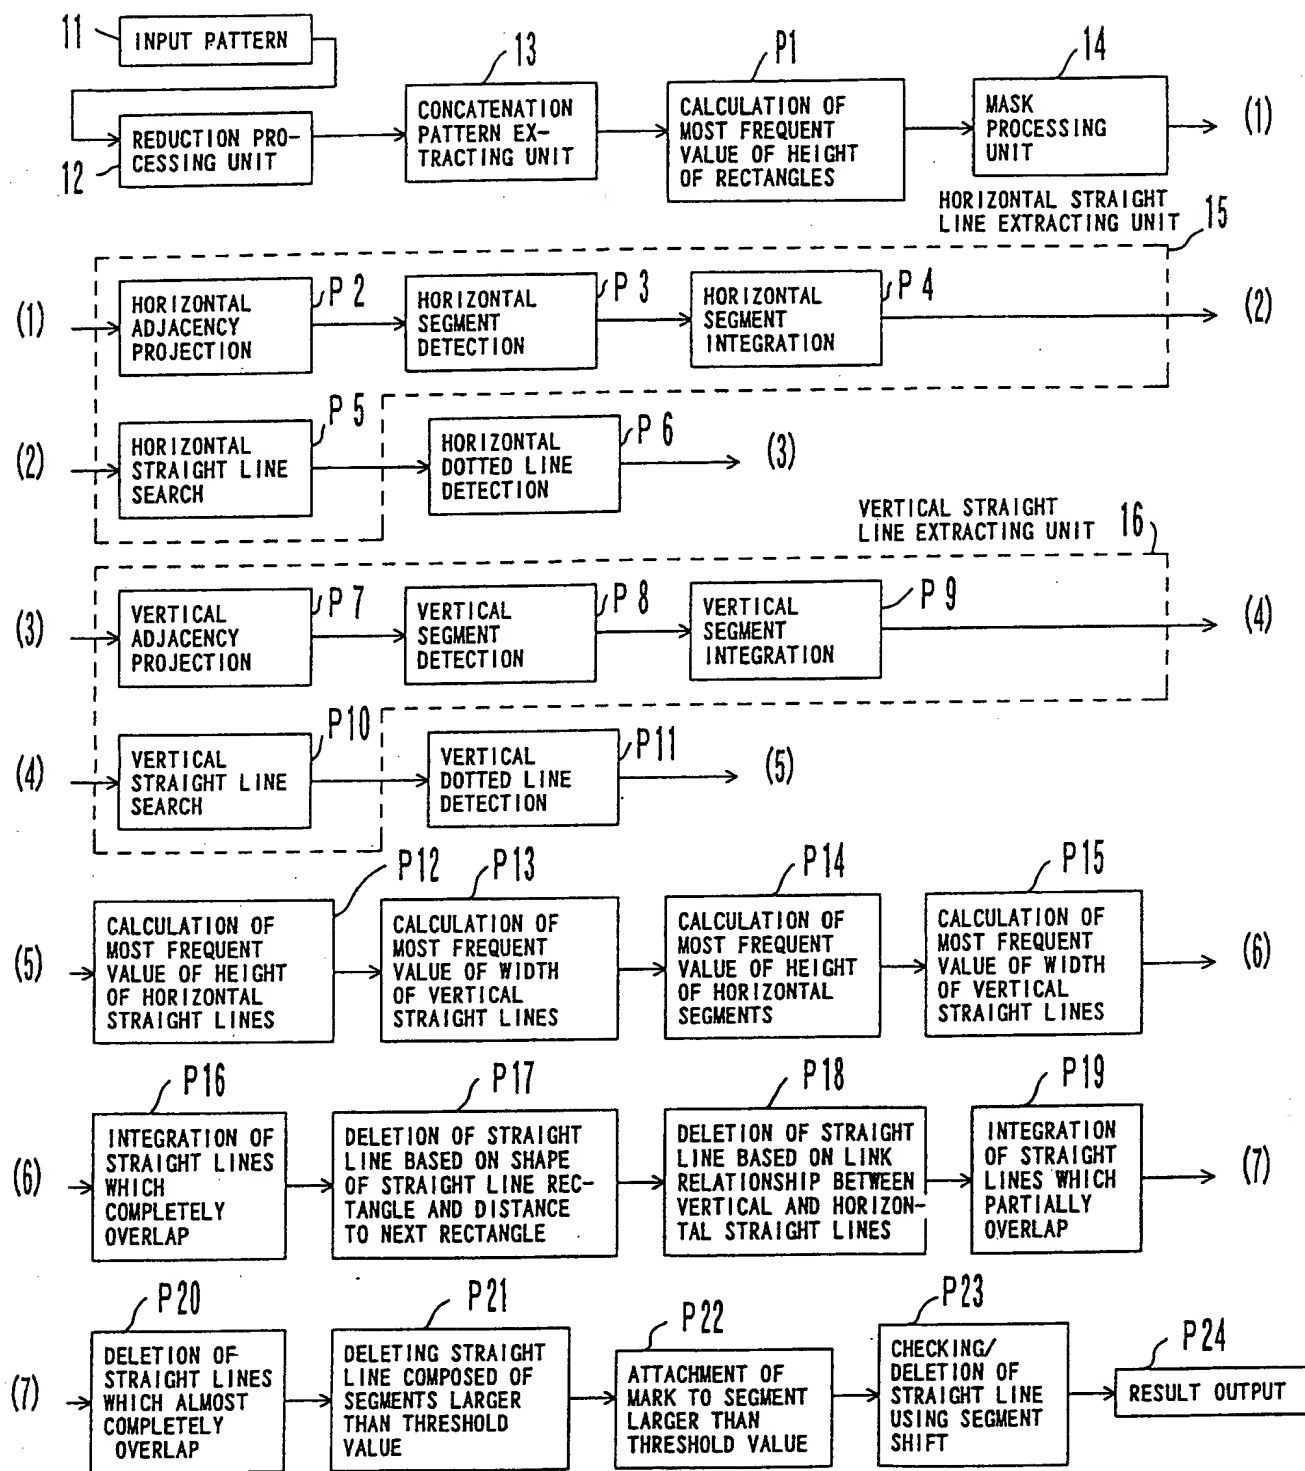 11
INPUT PATTERN
12
REDUCTION PRO-
CESSING UNIT
13
CONCATENATION
PATTERN EX-
TRACTING UNIT
P1
CALCULATION OF
MOST FREQUENT
VALUE OF HEIGHT
OF RECTANGLES
14
MASK
PROCESSING
UNIT
(1)
HORIZONTAL STRAIGHT
LINE EXTRACTING UNIT
15
(1)
P2
HORIZONTAL
ADJACENCY
PROJECTION
P3
HORIZONTAL
SEGMENT
DETECTION
P4
HORIZONTAL
SEGMENT
INTEGRATION
(2)
(2)
P5
HORIZONTAL
STRAIGHT LINE
SEARCH
P6
HORIZONTAL
DOTTED LINE
DETECTION
(3)
VERTICAL STRAIGHT
LINE EXTRACTING UNIT
16
(3)
P7
VERTICAL
ADJACENCY
PROJECTION
P8
VERTICAL
SEGMENT
DETECTION
P9
VERTICAL
SEGMENT
INTEGRATION
(4)
(4)
P10
VERTICAL
STRAIGHT LINE
SEARCH
P11
VERTICAL
DOTTED LINE
DETECTION
(5)
(5)
P12
CALCULATION OF
MOST FREQUENT
VALUE OF HEIGHT
OF HORIZONTAL
STRAIGHT LINES
P13
CALCULATION OF
MOST FREQUENT
VALUE OF WIDTH
OF VERTICAL
STRAIGHT LINES
P14
CALCULATION OF
MOST FREQUENT
VALUE OF HEIGHT
OF HORIZONTAL
SEGMENTS
P15
CALCULATION OF
MOST FREQUENT
VALUE OF WIDTH
OF VERTICAL
STRAIGHT LINES
(6)
(6)
P16
INTEGRATION OF
STRAIGHT LINES
WHICH
COMPLETELY
OVERLAP
P17
DELETION OF STRAIGHT
LINE BASED ON SHAPE
OF STRAIGHT LINE REC-
TANGLE AND DISTANCE
TO NEXT RECTANGLE
P18
DELETION OF STRAIGHT
LINE BASED ON LINK
RELATIONSHIP BETWEEN
VERTICAL AND HORIZON-
TAL STRAIGHT LINES
P19
INTEGRATION
OF STRAIGHT
LINES WHICH
PARTIALLY
OVERLAP
(7)
(7)
P20
DELETION OF
STRAIGHT LINES
WHICH ALMOST
COMPLETELY
OVERLAP
P21
DELETING STRAIGHT
LINE COMPOSED OF
SEGMENTS LARGER
THAN THRESHOLD
VALUE
P22
ATTACHMENT OF
MARK TO SEGMENT
LARGER THAN
THRESHOLD VALUE
P23
CHECKING/
DELETION OF
STRAIGHT LINE
USING SEGMENT
SHIFT
P24
RESULT OUTPUT